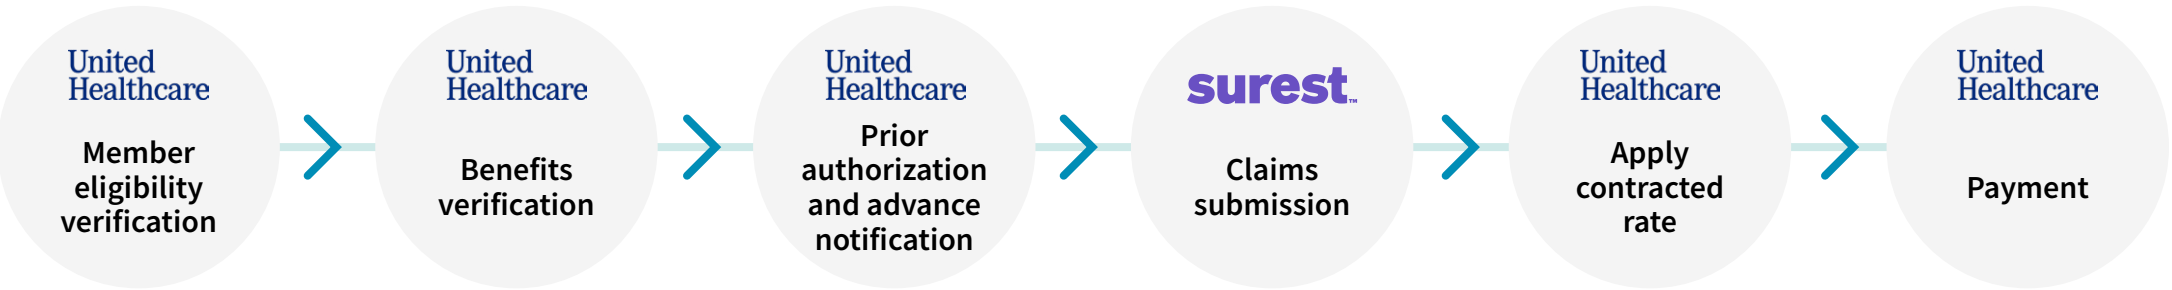 United
Healthcare
Member
eligibility
verification
United
Healthcare
Benefits
verification
United
Healthcare
Prior
authorization
and advance
notification
surest™
Claims
submission
United
Healthcare
Apply
contracted
rate
United
Healthcare
Payment